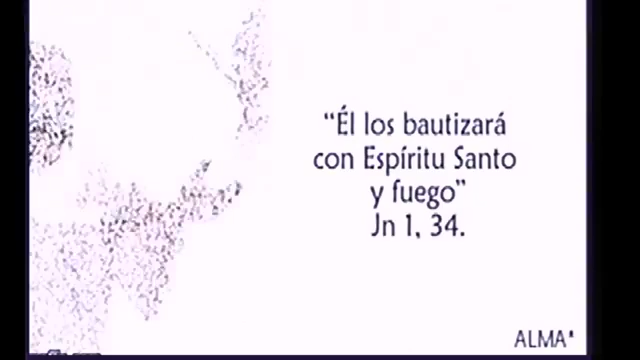 “Él los bautizará
con Espíritu Santo
y fuego”
Jn 1, 34.
ALMA*